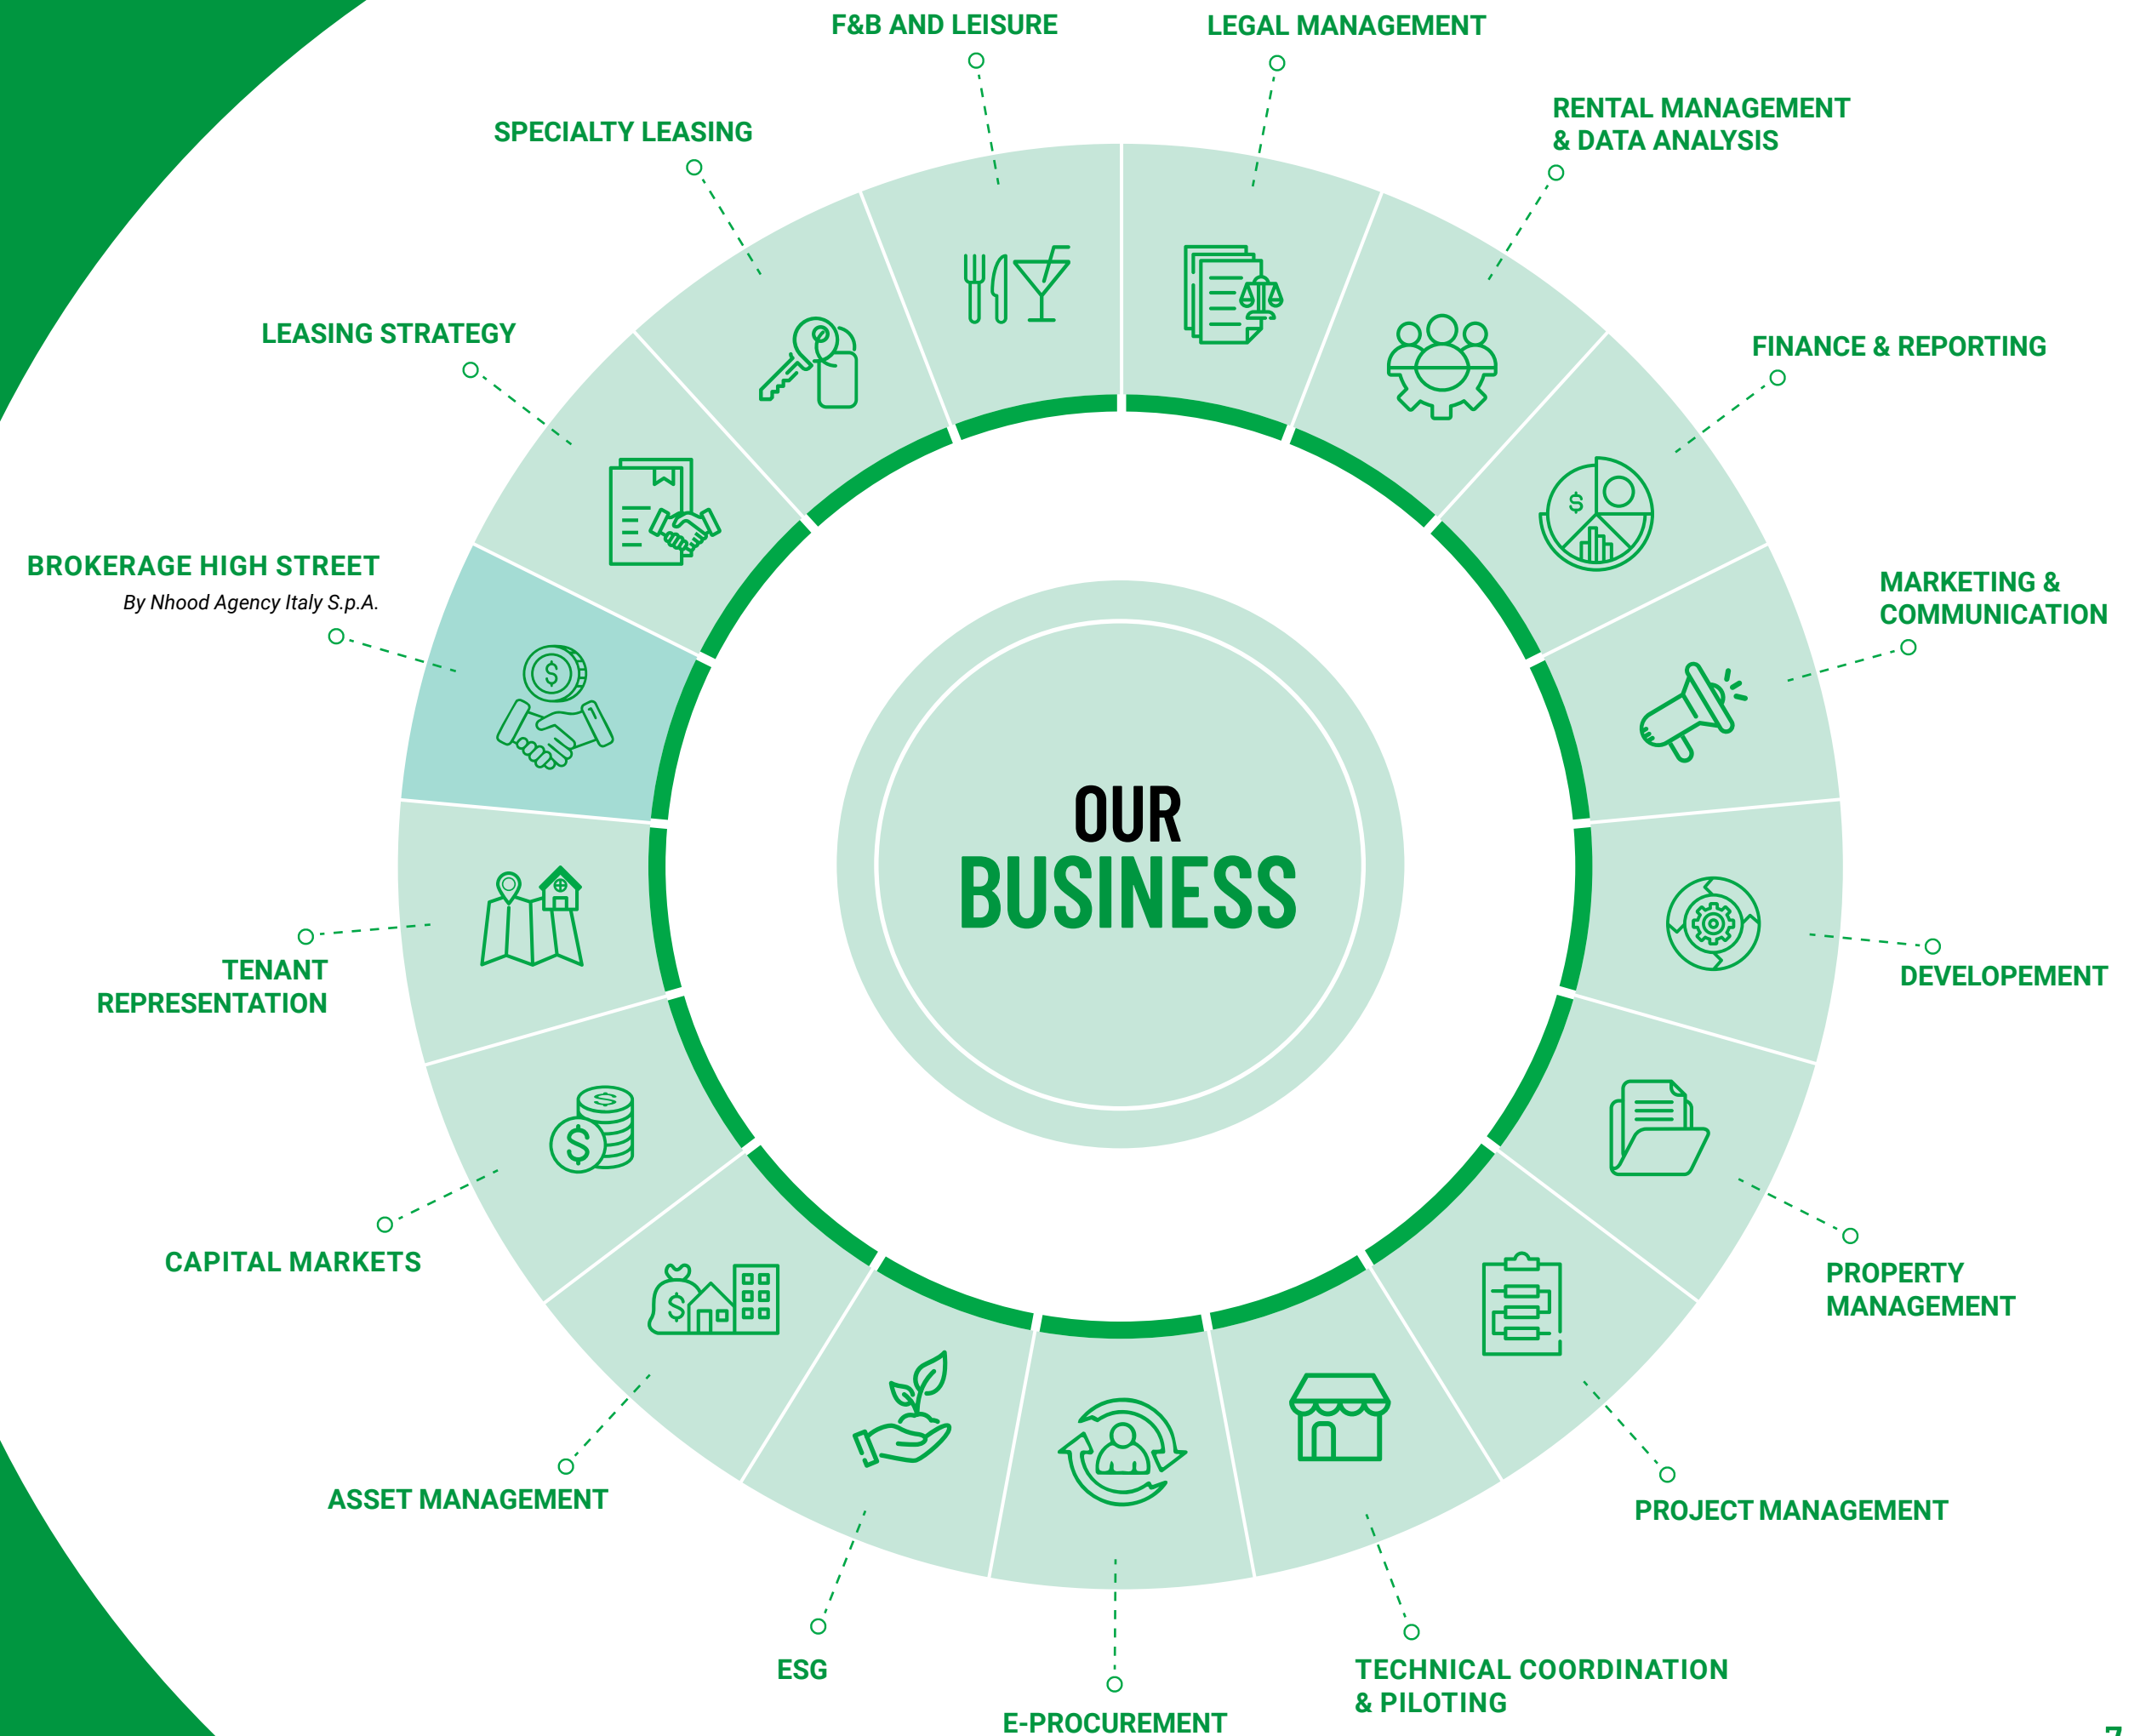 F&B AND LEISURE
LEGAL MANAGEMENT
RENTAL MANAGEMENT
& DATA ANALYSIS
SPECIALTY LEASING
FINANCE & REPORTING
LEASING STRATEGY
MARKETING &
COMMUNICATION
BROKERAGE HIGH STREET
By Nhood Agency Italy S.p.A.
OUR
BUSINESS
TENANT
REPRESENTATION
DEVELOPEMENT
CAPITAL MARKETS
PROPERTY
MANAGEMENT
ASSET MANAGEMENT
PROJECT MANAGEMENT
ESG
TECHNICAL COORDINATION
& PILOTING
E-PROCUREMENT
7